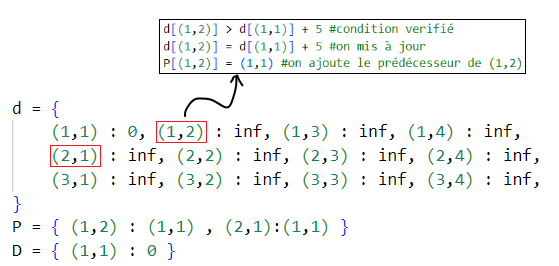 d[(1,2)] > d[(1,1)] + 5 #condition verifié
d[(1,2)] = d[(1,1)] + 5 #on mis à jour
P[(1,2)] = (1,1) #on ajoute le prédécesseur de (1,2)
d = {
(1,1) : 0, (1,2) : inf, (1,3) : inf, (1,4) : inf,
(2,1) : inf, (2,2) : inf, (2,3) : inf, (2,4) : inf,
(3,1) : inf, (3,2) : inf, (3,3) : inf, (3,4) : inf,
}
P = { (1,2) : (1,1) , (2,1):(1,1) }
D = { (1,1) : 0 }